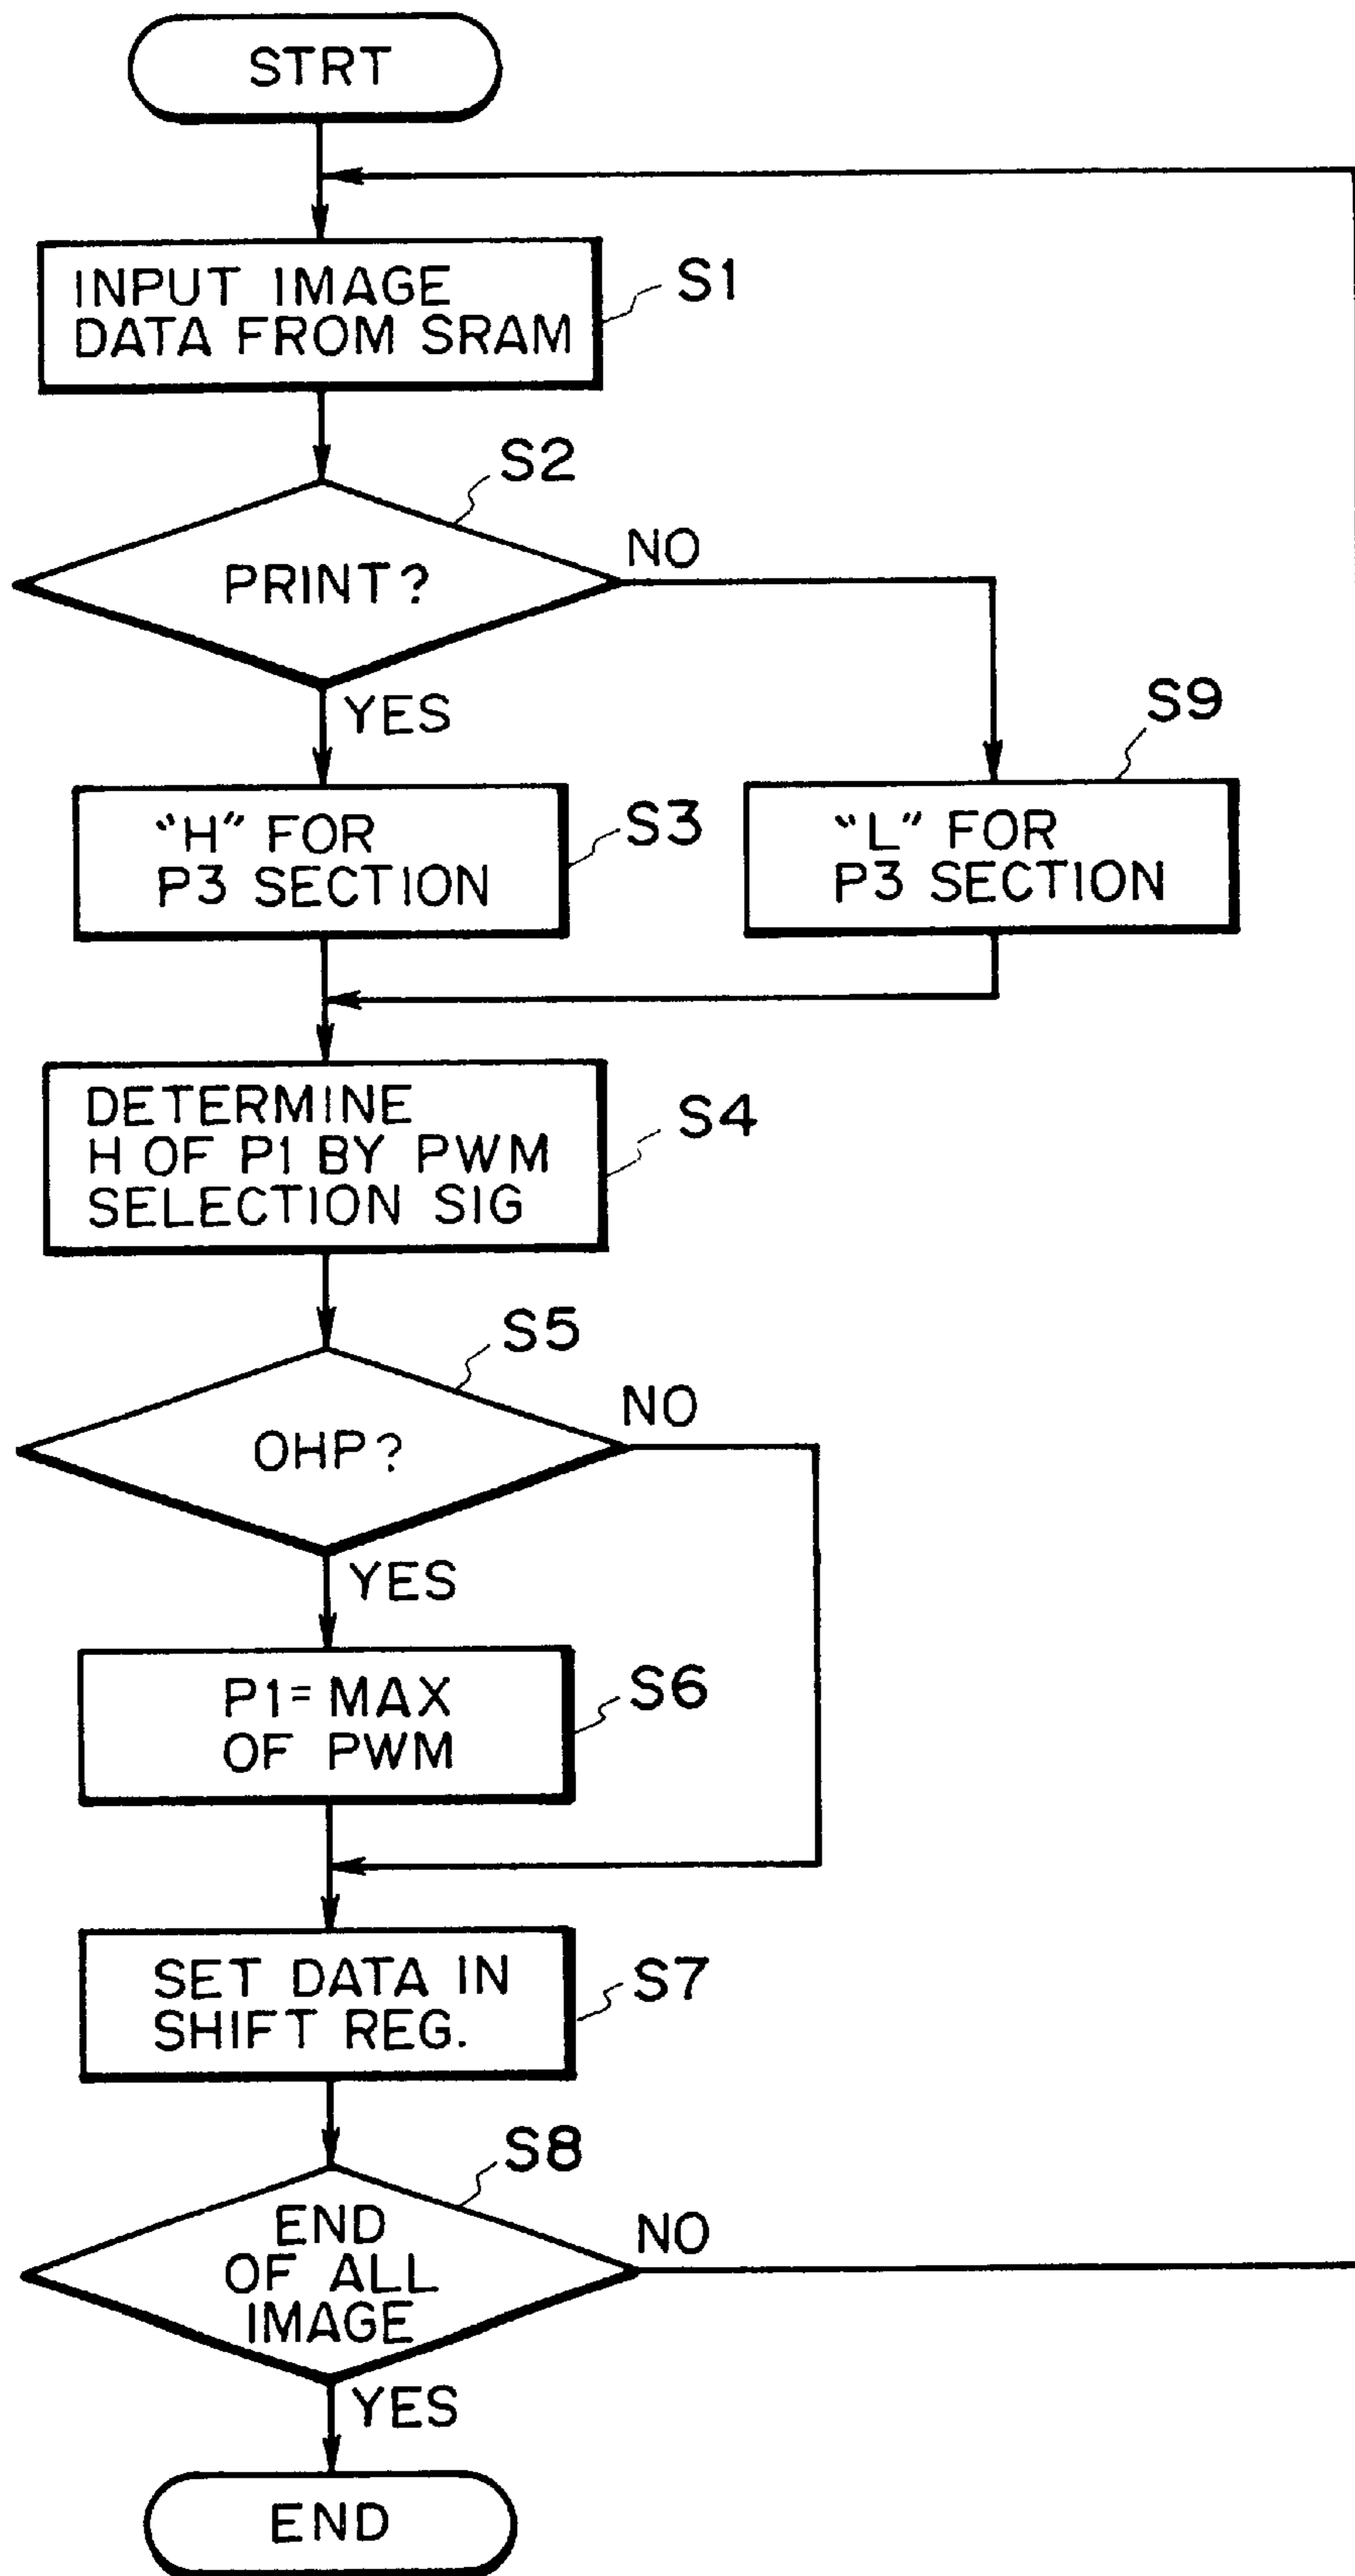 STRT
INPUT IMAGE
DATA FROM SRAM
S1
S2
PRINT?
NO
YES
S9
"H" FOR
P3 SECTION
S3
"L" FOR
P3 SECTION
DETERMINE
H OF P1 BY PWM
SELECTION SIG
S4
S5
OHP?
NO
YES
P1=MAX
OF PWM
S6
SET DATA IN
SHIFT REG.
S7
S8
END
OF ALL
IMAGE
NO
YES
END